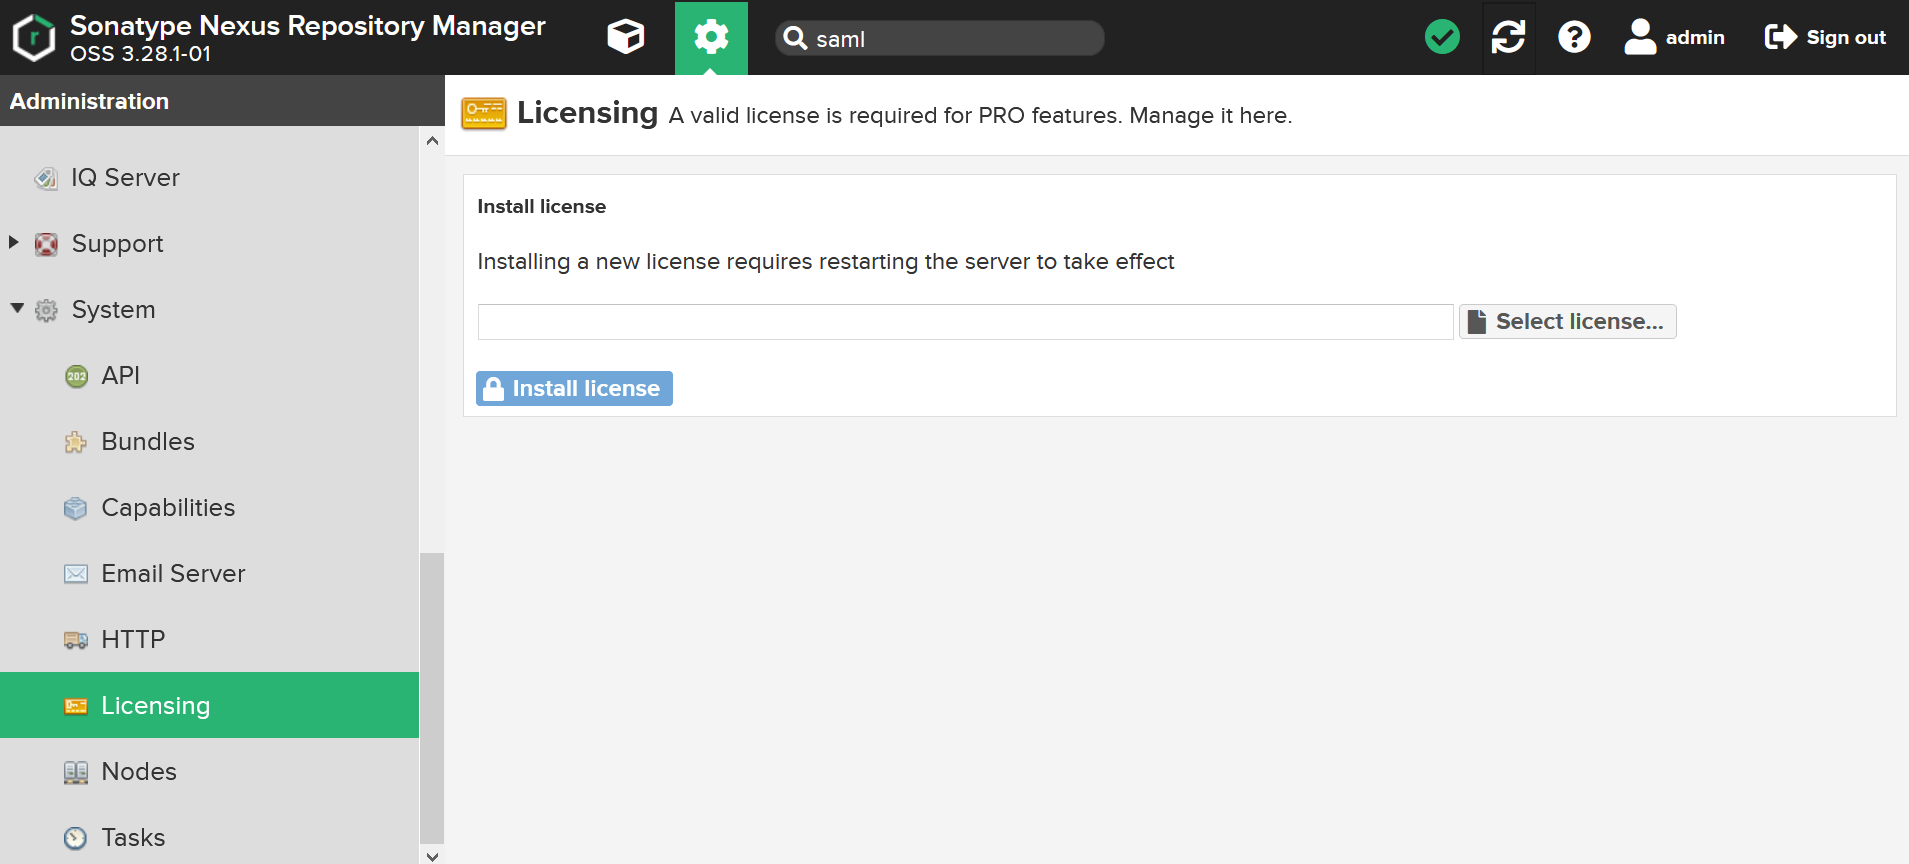 Sonatype Nexus Repository Manager
OSS 3.28.1-01
saml
admin
Sign out
Administration
IQ Server
Support
System
202
API
Bundles
Capabilities
Email Server
HTTP
Licensing
Nodes
Tasks
Licensing A valid license is required for PRO features. Manage it here.
Install license
Installing a new license requires restarting the server to take effect
Select license...
Install license